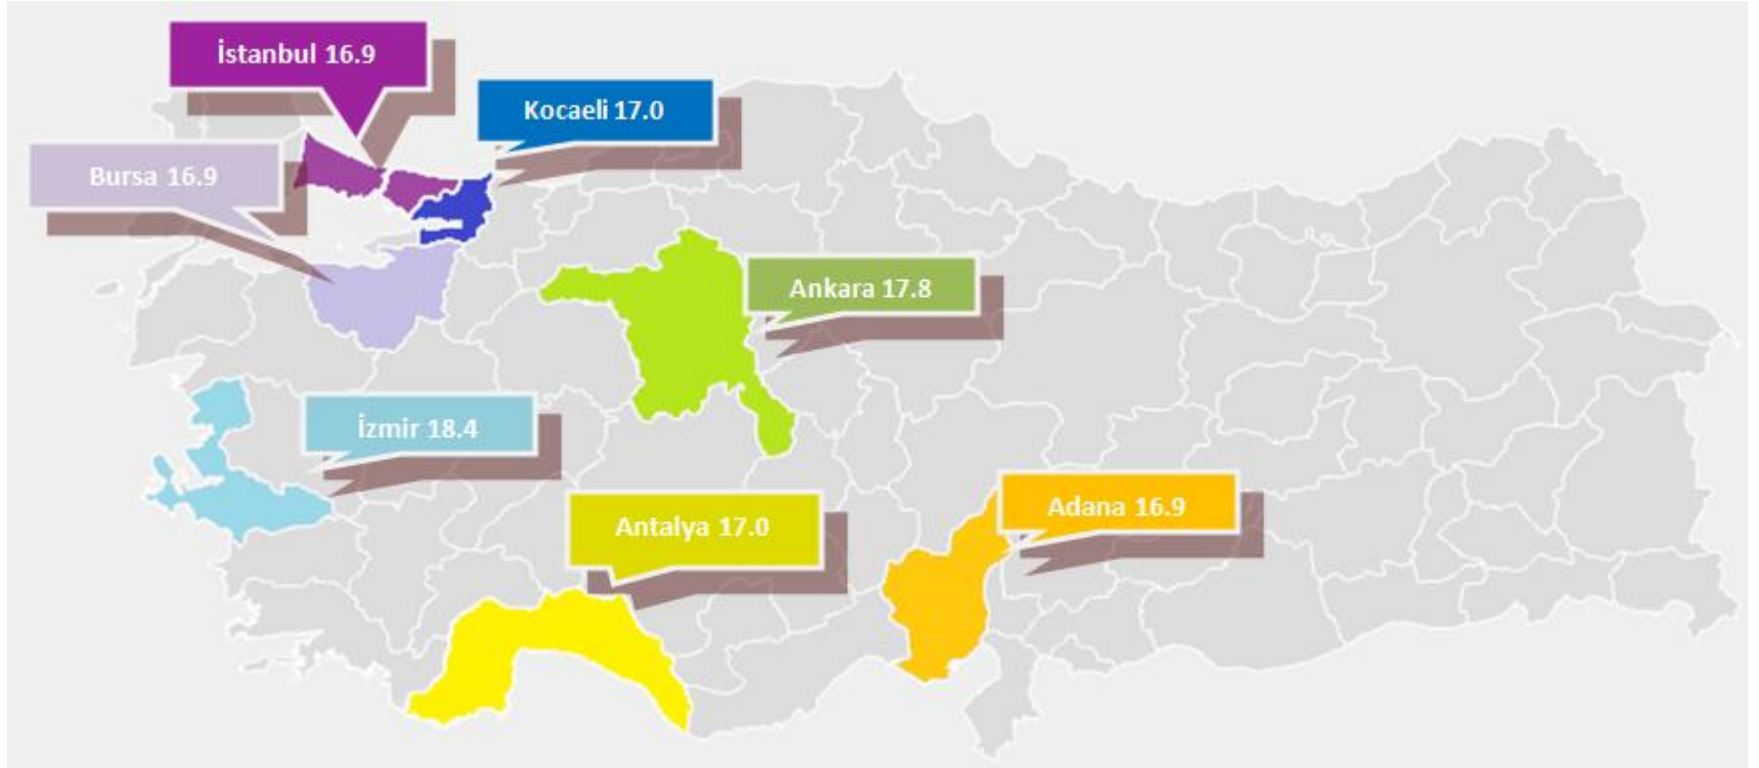 İstanbul 16.9
Kocaeli 17.0
Bursa 16.9
Ankara 17.8
İzmir 18.4
Adana 16.9
Antalya 17.0